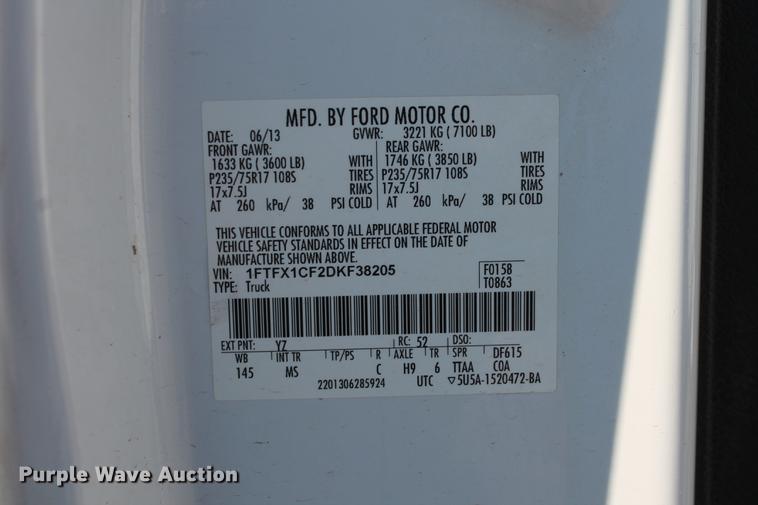 MFD. BY FORD MOTOR CO.
DATE: 06/13 GVWR: 3221 KG ( 7100 LB)
FRONT GAWR: REAR GAWR:
1633 KG ( 3600 LB) WITH 1746 KG ( 3850 LB) WITH
P235/75R17 108S TIRES P235/75R17 108S TIRES
17x7.5J RIMS 17x7.5J RIMS
AT 260 kPa/ 38 PSI COLD AT 260 kPa/ 38 PSI COLD
THIS VEHICLE CONFORMS TO ALL APPLICABLE FEDERAL MOTOR
VEHICLE SAFETY STANDARDS IN EFFECT ON THE DATE OF
MANUFACTURE SHOWN ABOVE.
VIN: 1FTFX1CF2DKF38205 F0158
TYPE: Truck T0863
EXT PNT: YZ RC: 52 DSO:
WB INT TR TP/PS R AXLE TR SPR DF615
145 MS C H9 6 TTAA COA
2201306285924 UTC ▽5U5A-1520472-BA
Purple Wave Auction